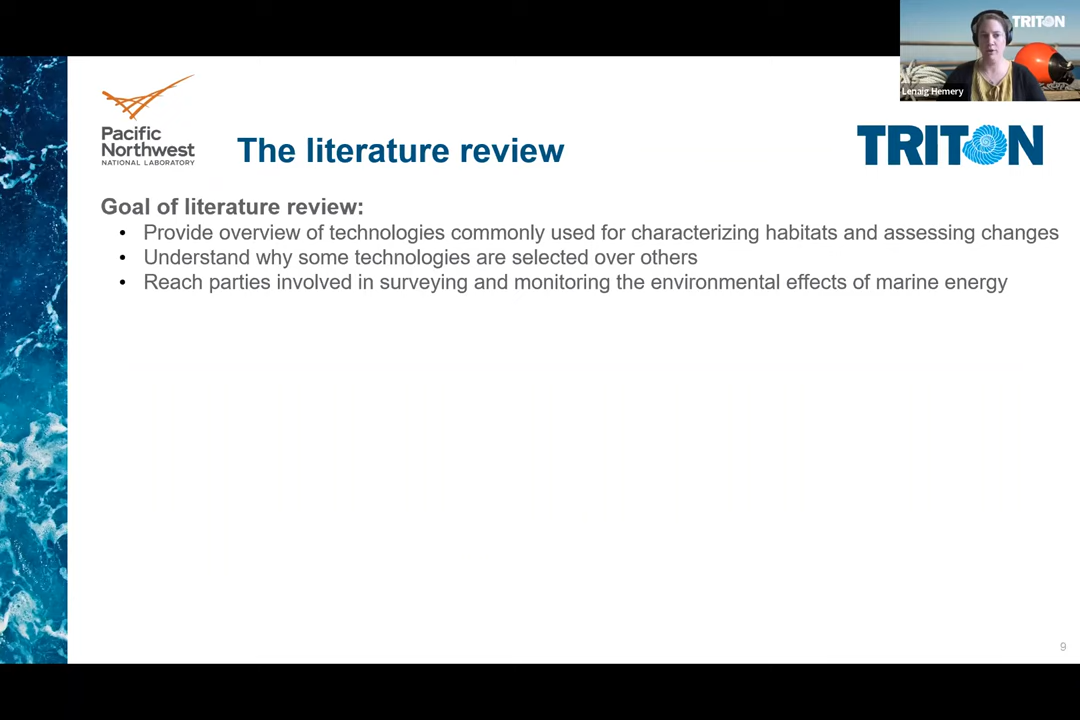 TRITON
Lenaig Hemery
Pacific
Northwest
NATIONAL LABORATORY
The literature review
TRITON
Goal of literature review:
• Provide overview of technologies commonly used for characterizing habitats and assessing changes
• Understand why some technologies are selected over others
• Reach parties involved in surveying and monitoring the environmental effects of marine energy
9